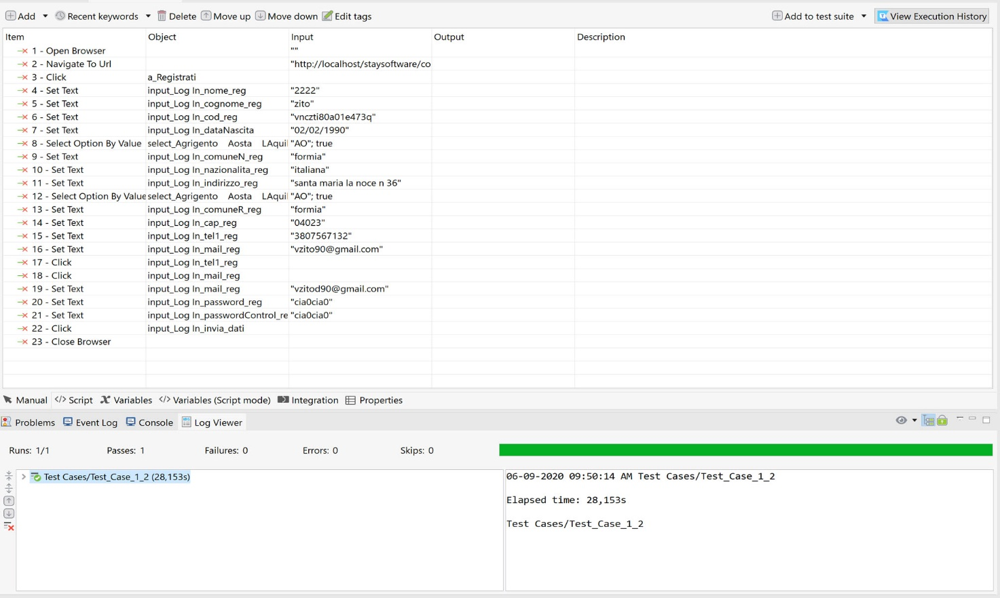 Add Recent keywords Delete Move up Move down Edit tags Add to test suite View Execution History
Item Object Input Output Description
1 - Open Browser ""
2 - Navigate To Url "http://localhost/staysoftware/co
3 - Click a_Registrati
4 - Set Text input_Log In_nome_reg "2222"
5 - Set Text input_Log In_cognome_reg "zito"
6 - Set Text input_Log In_cod_reg "vnczti80a01e473q"
7 - Set Text input_Log In_dataNascita "02/02/1990"
8 - Select Option By Value select_Agrigento Aosta LAquil "AO"; true
9 - Set Text input_Log In_comuneN_reg "formia"
10 - Set Text input_Log In_nazionalita_reg "italiana"
11 - Set Text input_Log In_indirizzo_reg "santa maria la noce n 36"
12 - Select Option By Value select_Agrigento Aosta LAquil "AO"; true
13 - Set Text input_Log In_comuneR_reg "formia"
14 - Set Text input_Log In_cap_reg "04023"
15 - Set Text input_Log In_tel1_reg "3807567132"
16 - Set Text input_Log In_mail_reg "vzito90@gmail.com"
17 - Click input_Log In_tel1_reg
18 - Click input_Log In_mail_reg
19 - Set Text input_Log In_mail_reg "vzitod90@gmail.com"
20 - Set Text input_Log In_password_reg "cia0cia0"
21 - Set Text input_Log In_passwordControl_re "cia0cia0"
22 - Click input_Log In_invia_dati
23 - Close Browser
Manual </> Script Variables </> Variables (Script mode) Integration Properties
Problems Event Log Console Log Viewer
Runs: 1/1 Passes: 1 Failures: 0 Errors: 0 Skips: 0
Test Cases/Test_Case_1_2 (28,153s)
06-09-2020 09:50:14 AM Test Cases/Test_Case_1_2
Elapsed time: 28,153s
Test Cases/Test_Case_1_2